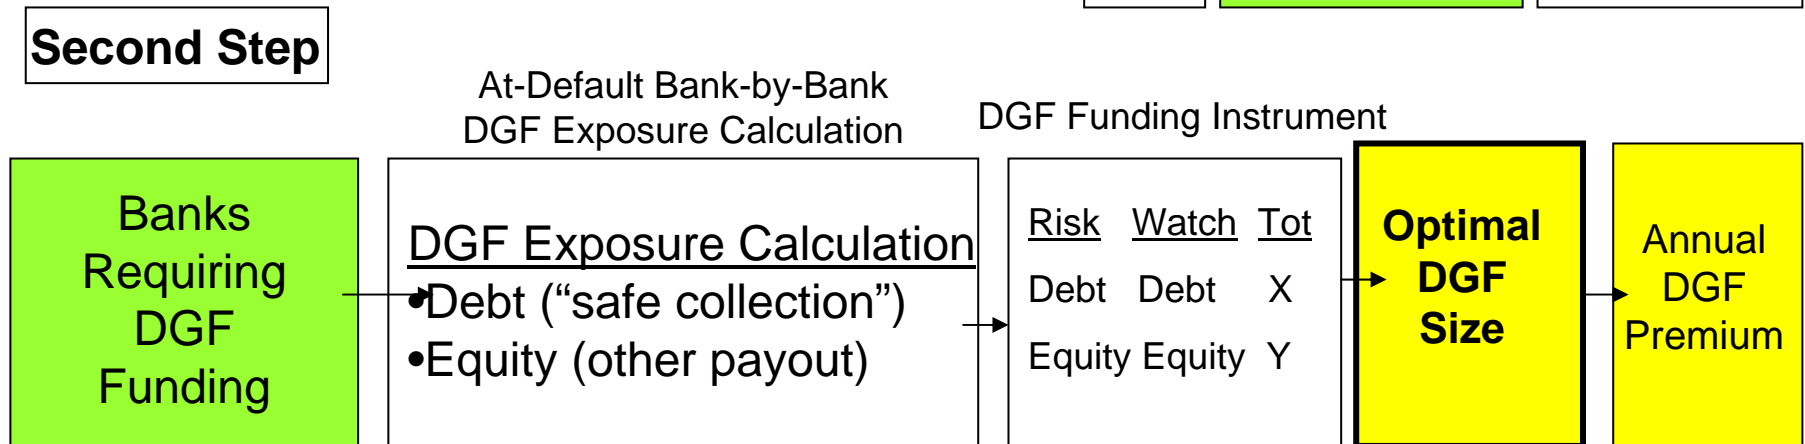 Second Step
At-Default Bank-by-Bank
DGF Exposure Calculation
DGF Funding Instrument
Banks
Requiring
DGF
Funding
DGF Exposure Calculation
•Debt (“safe collection”)
•Equity (other payout)
Risk Watch Tot
Debt Debt X
Equity Equity Y
Optimal
DGF
Size
Annual
DGF
Premium